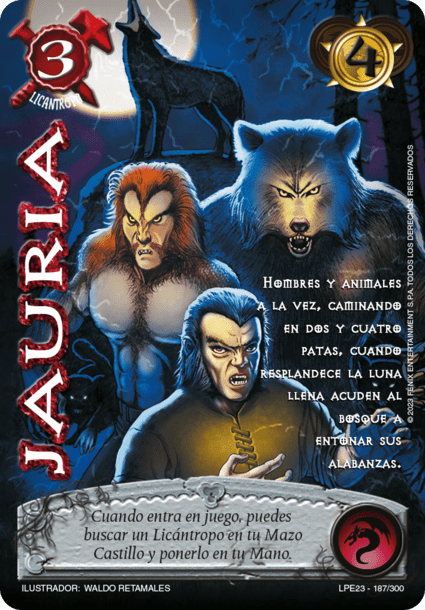 3
LICÁNTROPO
4
JAURIA
HOMBRES Y ANIMALES
A LA VEZ, CAMINANDO
EN DOS Y CUATRO
PATAS, CUANDO
RESPLANDECE LA LUNA
LLENA ACUDEN AL
BOSQUE A
ENTONAR SUS
ALABANZAS.
© 2023 FÉNIX ENTERTAINMENT S.P.A. TODOS LOS DERECHOS RESERVADOS
Cuando entra en juego, puedes
buscar un Licántropo en tu Mazo
Castillo y ponerlo en tu Mano.
ILUSTRADOR: WALDO RETAMALES
LPE23 - 187/300